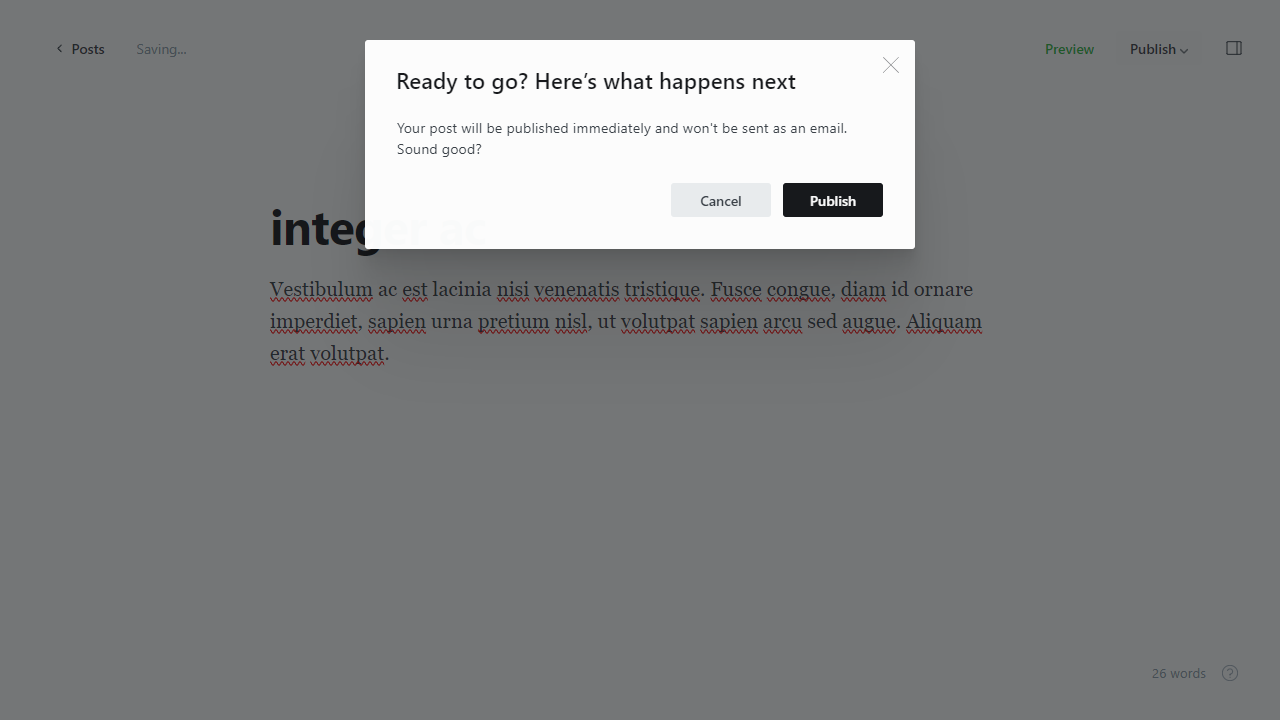 Posts
Saving...
Preview
Publish
Ready to go? Here's what happens next
Your post will be published immediately and won't be sent as an email.
Sound good?
Cancel
Publish
integer ac
Vestibulum ac est lacinia nisi venenatis tristique. Fusce congue, diam id ornare
imperdiet, sapien urna pretium nisl, ut volutpat sapien arcu sed augue. Aliquam
erat volutpat.
26 words